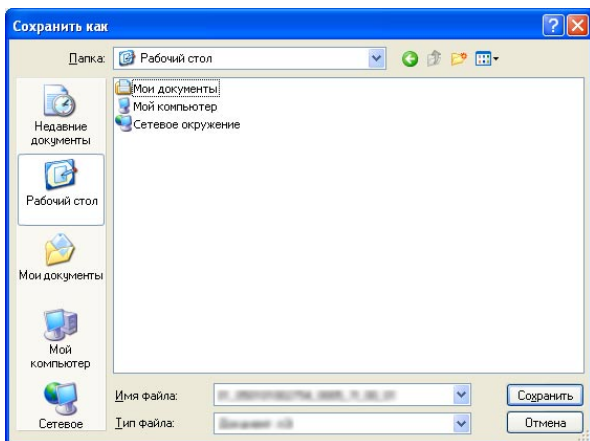 Сохранить как
Папка:
Рабочий стол
Мои документы
Мой компьютер
Сетевое окружение
Недавние
документы
Рабочий стол
Мои документы
Мой
компьютер
Сетевое
Имя файла:
Сохранить
Тип файла:
Отмена